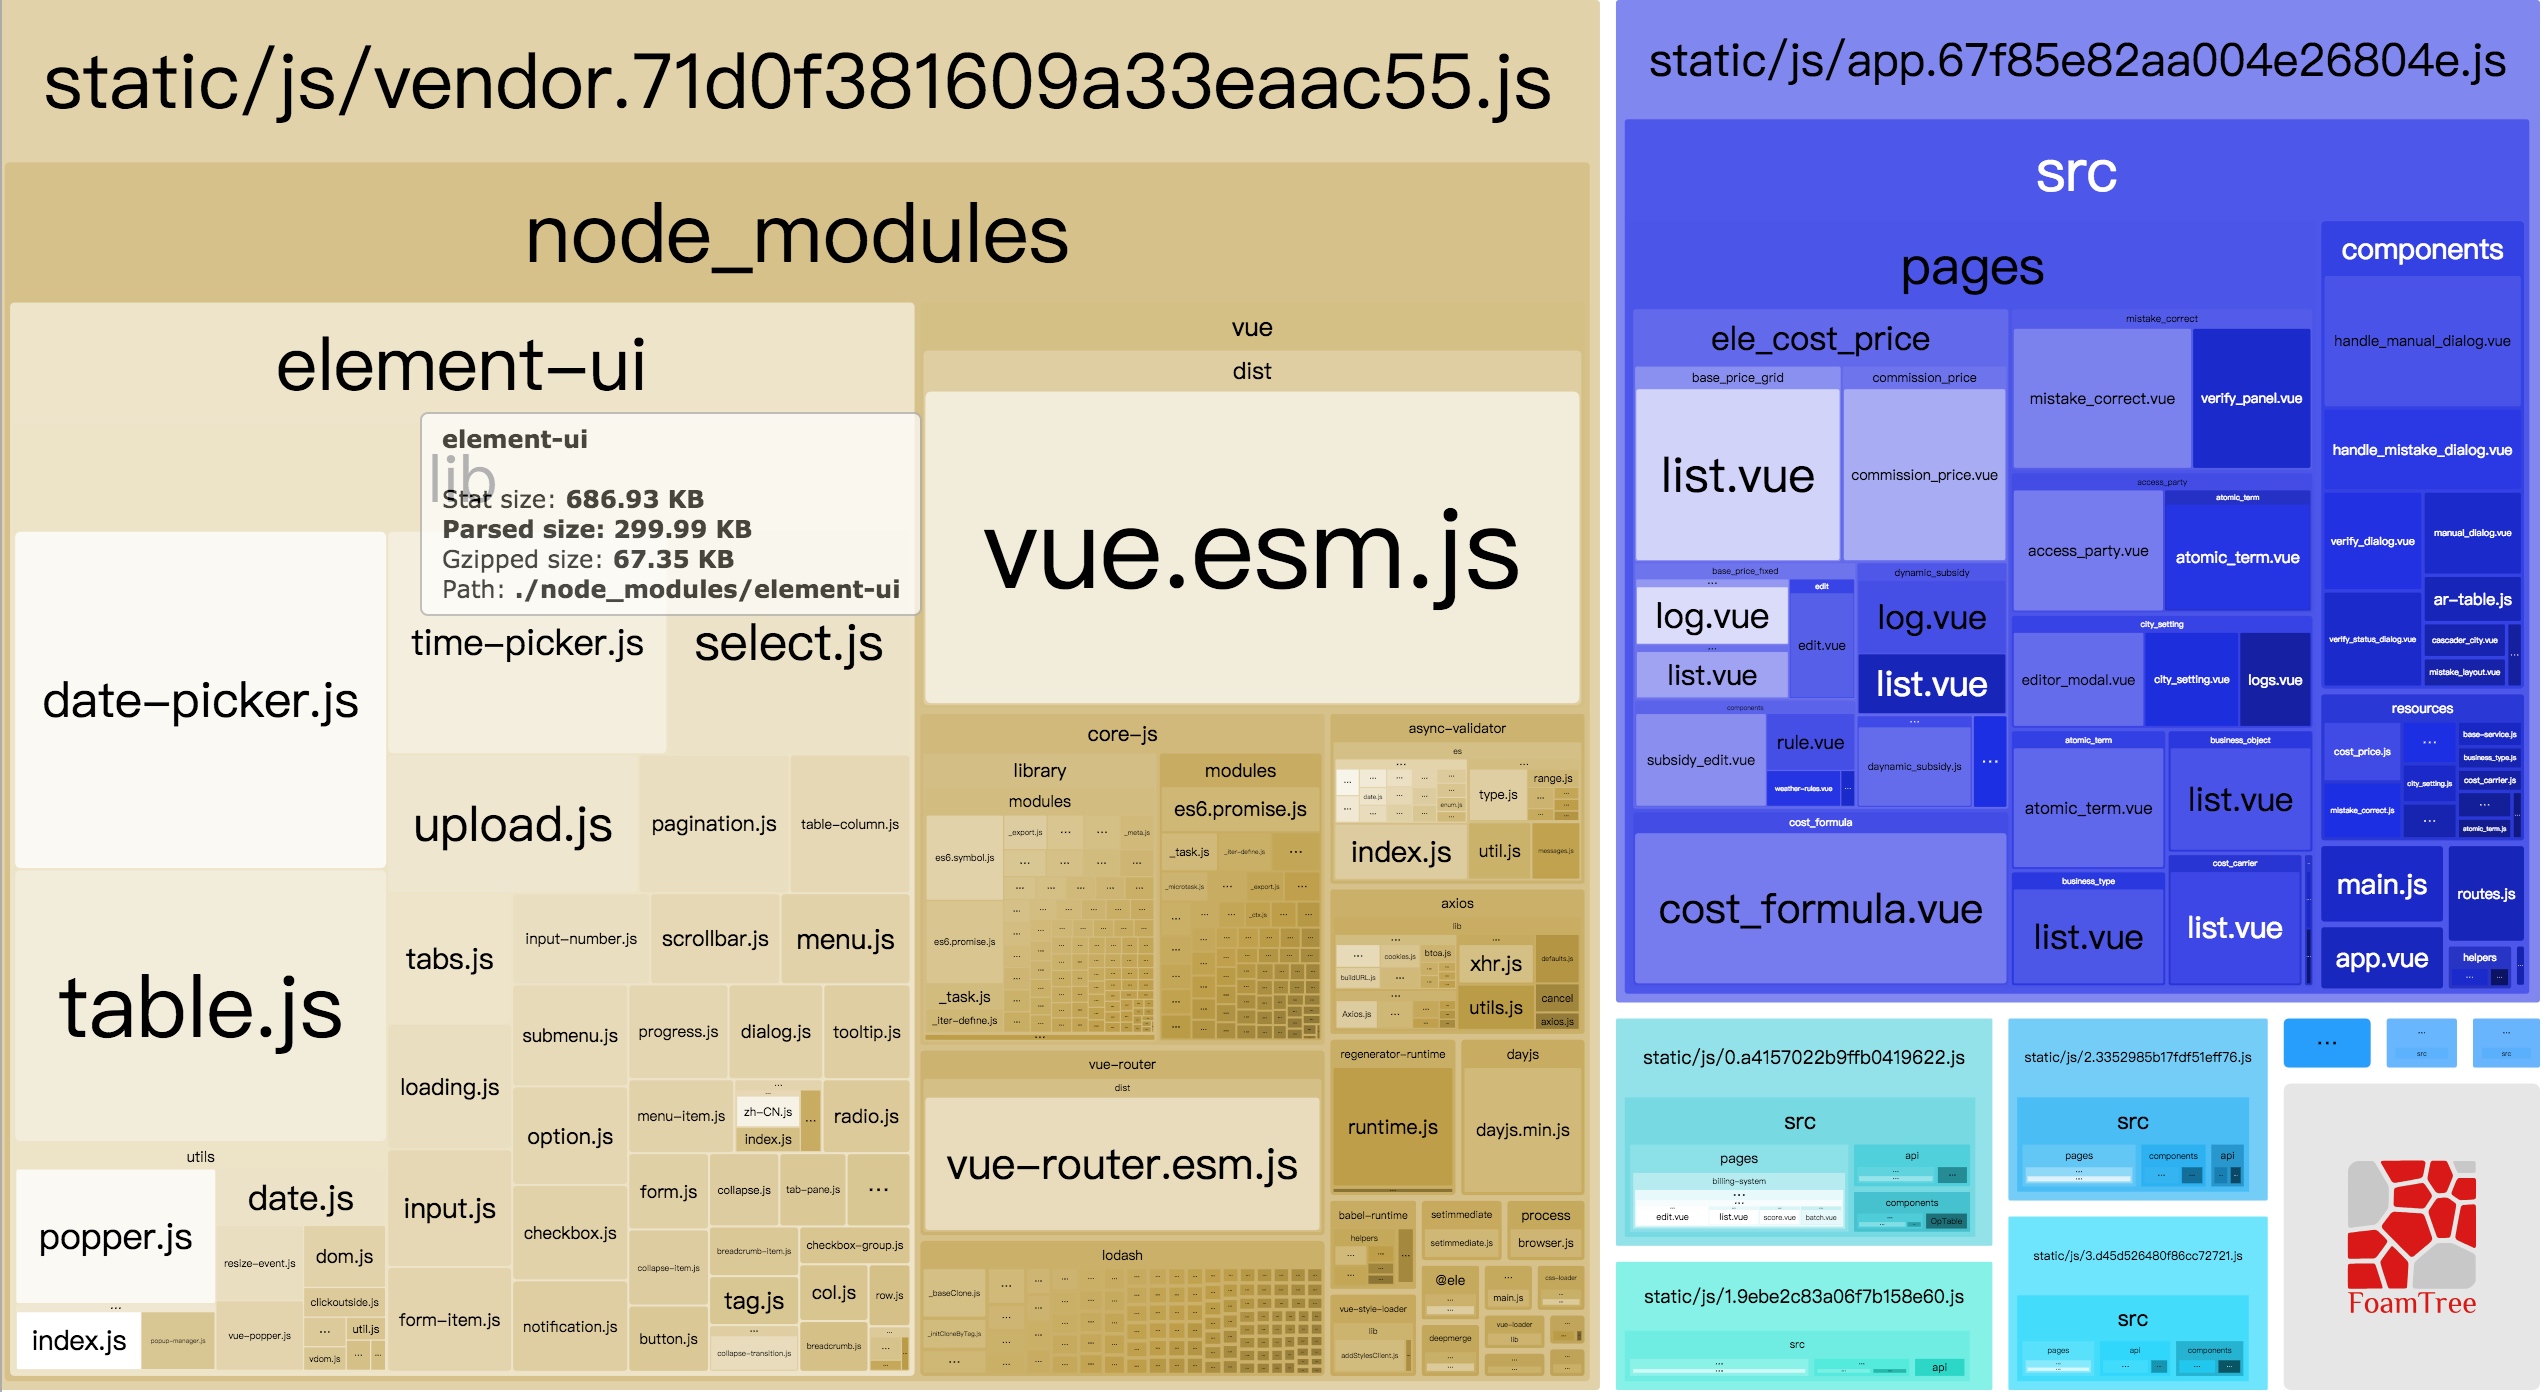 static/js/vendor.71d0f381609a33eaac55.js
node_modules
element-ui
lib
element-ui
Stat size: 686.93 KB
Parsed size: 299.99 KB
Gzipped size: 67.35 KB
Path: ./node_modules/element-ui
date-picker.js
time-picker.js
select.js
table.js
upload.js
pagination.js
table-column.js
tabs.js
input-number.js
scrollbar.js
menu.js
submenu.js
progress.js
dialog.js
tooltip.js
loading.js
option.js
menu-item.js
...
zh-CN.js
index.js
...
radio.js
utils
popper.js
date.js
resize-event.js
dom.js
clickoutside.js
...
index.js
popup-manager.js
vue-popper.js
...
util.js
vdom.js
input.js
form-item.js
checkbox.js
notification.js
form.js
collapse.js
tab-pane.js
...
collapse-item.js
breadcrumb-item.js
checkbox-group.js
button.js
tag.js
col.js
row.js
collapse-transition.js
breadcrumb.js
vue
dist
vue.esm.js
core-js
library
modules
es6.symbol.js
_export.js
_meta.js
es6.promise.js
_task.js
_iter-define.js
modules
es6.promise.js
_task.js
_iter-define.js
_microtask.js
_export.js
_ctx.js
async-validator
es
date.js
enum.js
type.js
range.js
index.js
util.js
messages.js
axios
lib
cookies.js
btoa.js
buildURL.js
Axios.js
xhr.js
utils.js
defaults.js
cancel
axios.js
vue-router
dist
vue-router.esm.js
regenerator-runtime
runtime.js
dayjs
dayjs.min.js
lodash
_baseClone.js
_initCloneByTag.js
babel-runtime
helpers
setimmediate
setimmediate.js
process
browser.js
@ele
main.js
css-loader
vue-style-loader
lib
addStylesClient.js
deepmerge
vue-loader
lib
static/js/app.67f85e82aa004e26804e.js
src
pages
ele_cost_price
base_price_grid
list.vue
commission_price
commission_price.vue
base_price_fixed
...
log.vue
...
list.vue
edit
edit.vue
dynamic_subsidy
log.vue
list.vue
...
daynamic_subsidy.js
...
components
subsidy_edit.vue
rule.vue
weather-rules.vue
cost_formula
cost_formula.vue
mistake_correct
mistake_correct.vue
verify_panel.vue
access_party
access_party.vue
atomic_term
atomic_term.vue
city_setting
editor_modal.vue
city_setting.vue
logs.vue
atomic_term
atomic_term.vue
business_object
list.vue
business_type
list.vue
cost_carrier
list.vue
components
handle_manual_dialog.vue
handle_mistake_dialog.vue
verify_dialog.vue
manual_dialog.vue
ar-table.js
verify_status_dialog.vue
cascader_city.vue
mistake_layout.vue
resources
cost_price.js
...
base-service.js
business_type.js
city_setting.js
cost_carrier.js
mistake_correct.js
...
atomic_term.js
main.js
routes.js
app.vue
helpers
static/js/0.a4157022b9ffb0419622.js
src
pages
billing-system
edit.vue
list.vue
score.vue
batch.vue
api
components
OpTable
static/js/1.9ebe2c83a06f7b158e60.js
src
api
static/js/2.3352985b17fdf51eff76.js
src
pages
components
api
static/js/3.d45d526480f86cc72721.js
src
pages
api
components
...
...
src
...
src
FoamTree